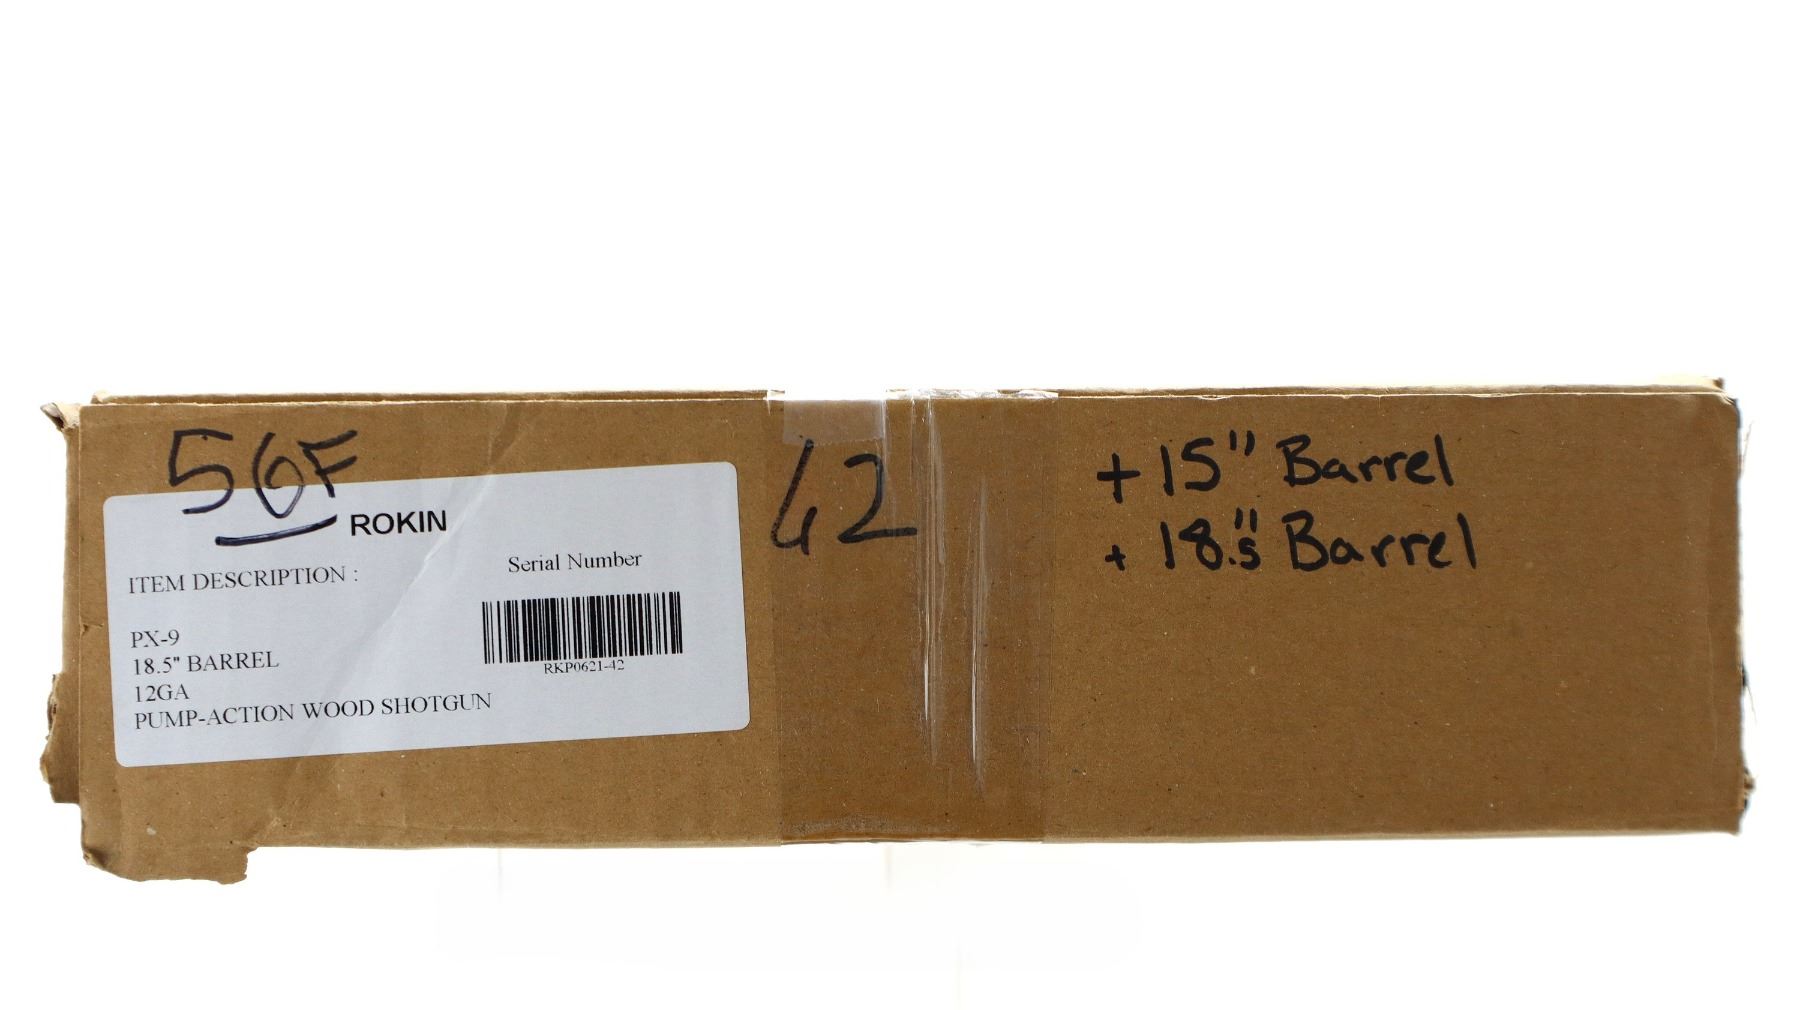 56F
ROKIN
ITEM DESCRIPTION :
Serial Number
RKP0621-42
PX-9
18.5" BARREL
12GA
PUMP-ACTION WOOD SHOTGUN
42
+ 15" Barrel
+ 18.5" Barrel